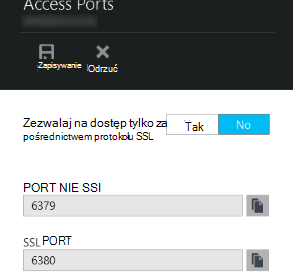 Access Ports
Zapisywanie
Odrzuć
Zezwalaj na dostęp tylko za
pośrednictwem protokołu SSL
Tak
No
PORT NIE SSI
6379
SSL PORT
6380